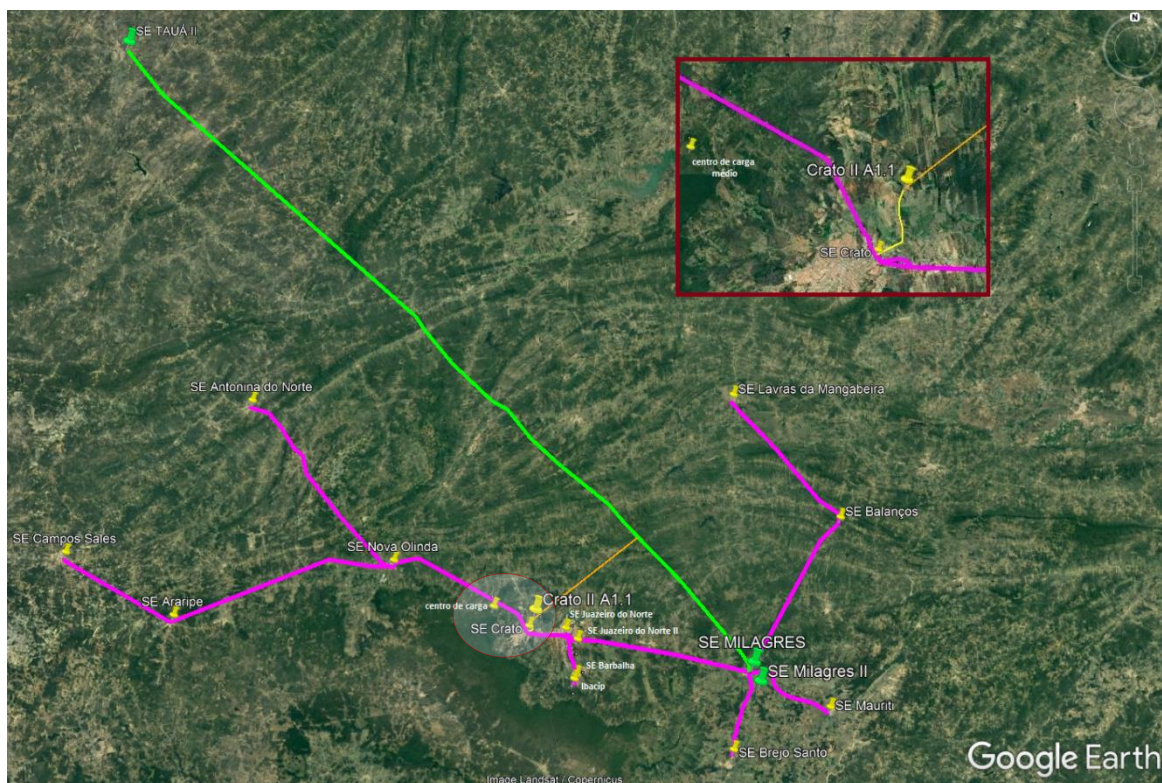 SE TAUÁ II
N
Crato II A1.1
centro de carga
médio
SE Crato
SE Antonina do Norte
SE Lavras da Mangabeira
SE Balanços
SE Campos Sales
SE Nova Olinda
SE Araripe
centro de carga
Crato II A1.1
SE Crato
SE Juazeiro do Norte
SE Juazeiro do Norte II
SE MILAGRES
SE Milagres II
SE Barbalha
Ibacip
SE Mauriti
SE Brejo Santo
Google Earth
Image Landsat / Copernicus